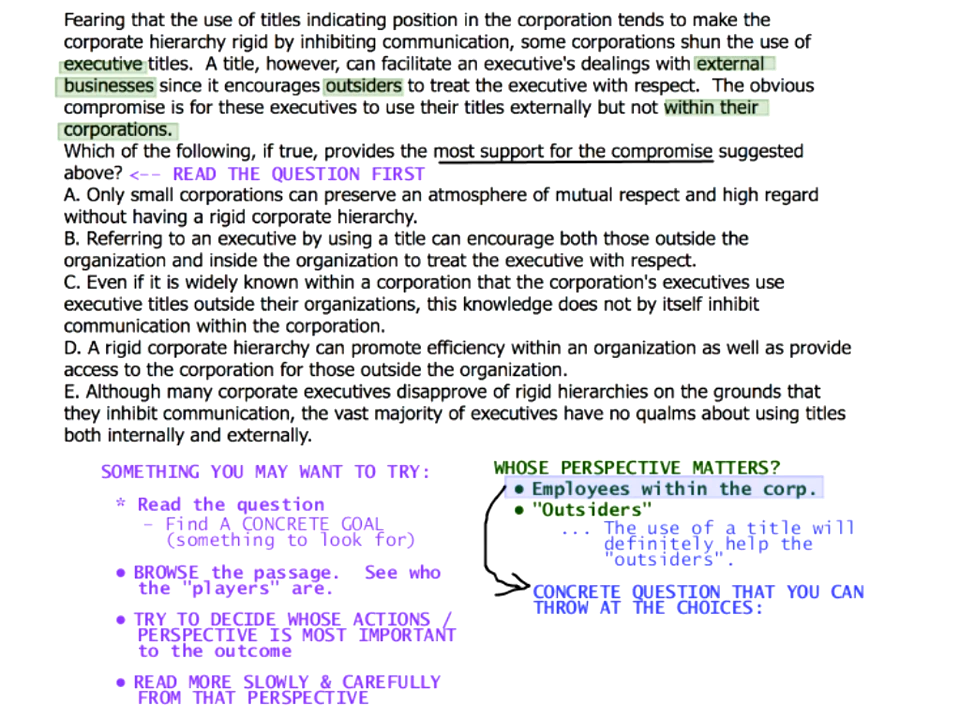 Fearing that the use of titles indicating position in the corporation tends to make the
corporate hierarchy rigid by inhibiting communication, some corporations shun the use of
executive titles.  A title, however, can facilitate an executive's dealings with external
businesses since it encourages outsiders to treat the executive with respect.  The obvious
compromise is for these executives to use their titles externally but not within their
corporations.
Which of the following, if true, provides the most support for the compromise suggested
above? <-- READ THE QUESTION FIRST
A. Only small corporations can preserve an atmosphere of mutual respect and high regard
without having a rigid corporate hierarchy.
B. Referring to an executive by using a title can encourage both those outside the
organization and inside the organization to treat the executive with respect.
C. Even if it is widely known within a corporation that the corporation's executives use
executive titles outside their organizations, this knowledge does not by itself inhibit
communication within the corporation.
D. A rigid corporate hierarchy can promote efficiency within an organization as well as provide
access to the corporation for those outside the organization.
E. Although many corporate executives disapprove of rigid hierarchies on the grounds that
they inhibit communication, the vast majority of executives have no qualms about using titles
both internally and externally.
SOMETHING YOU MAY WANT TO TRY:
* Read the question
– Find A CONCRETE GOAL
(something to look for)
• BROWSE the passage.  See who
the "players" are.
• TRY TO DECIDE WHOSE ACTIONS /
PERSPECTIVE IS MOST IMPORTANT
to the outcome
• READ MORE SLOWLY & CAREFULLY
FROM THAT PERSPECTIVE
WHOSE PERSPECTIVE MATTERS?
• Employees within the corp.
• "Outsiders"
... The use of a title will
definitely help the
"outsiders".
CONCRETE QUESTION THAT YOU CAN
THROW AT THE CHOICES: